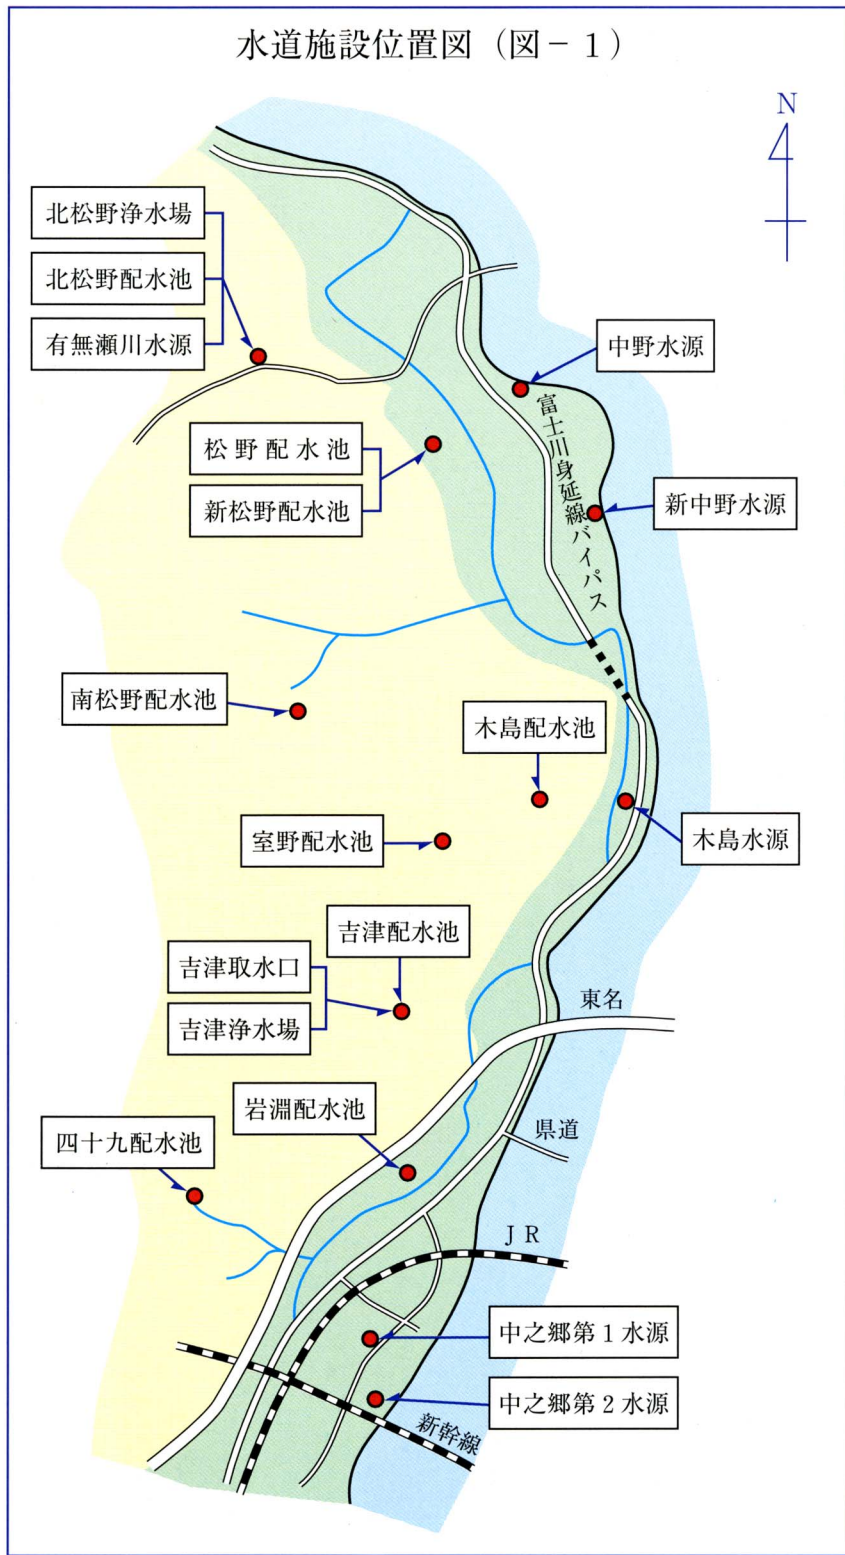 水道施設位置図（図－1）
N
北松野浄水場
北松野配水池
有無瀬川水源
中野水源
松野配水池
新松野配水池
富士川身延線バイパス
新中野水源
南松野配水池
木島配水池
室野配水池
木島水源
吉津配水池
吉津取水口
吉津浄水場
東名
岩淵配水池
四十九配水池
県道
ＪＲ
中之郷第1水源
中之郷第2水源
新幹線